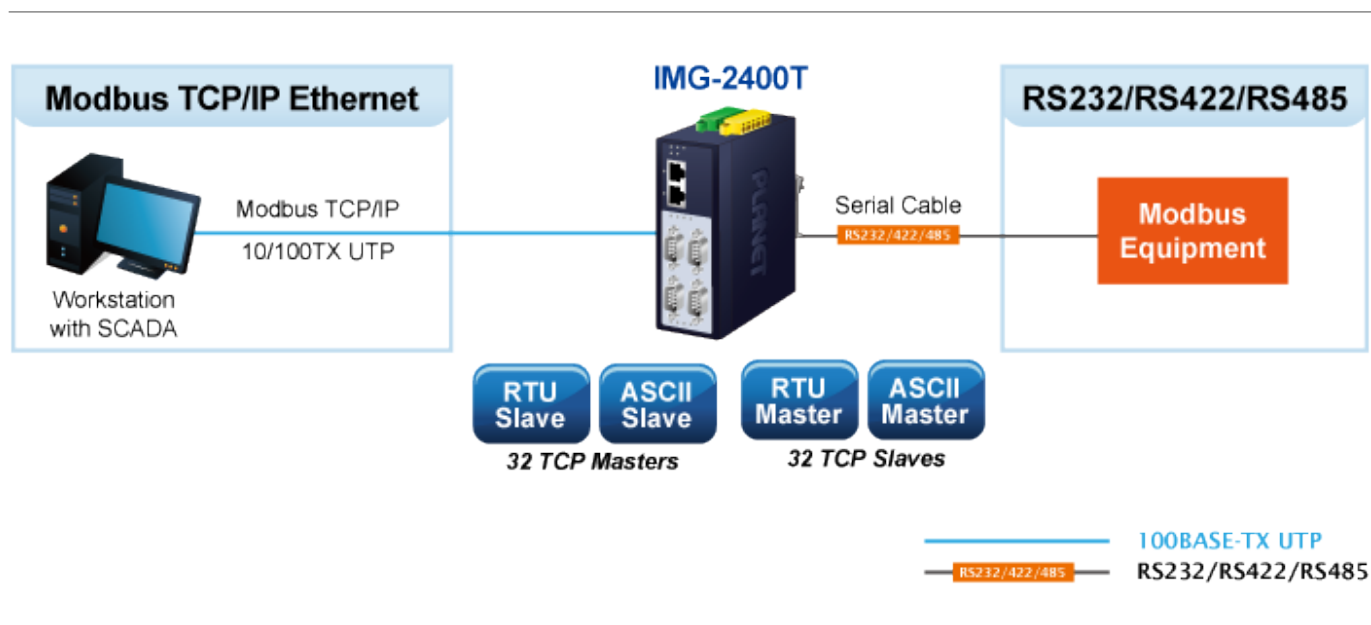 IMG-2400T
Modbus TCP/IP Ethernet
RS232/RS422/RS485
PLANET
Modbus TCP/IP
10/100TX UTP
Serial Cable
RS232/422/485
Modbus
Equipment
Workstation
with SCADA
RTU
Slave
ASCII
Slave
RTU
Master
ASCII
Master
32 TCP Masters
32 TCP Slaves
100BASE-TX UTP
RS232/422/485
RS232/RS422/RS485